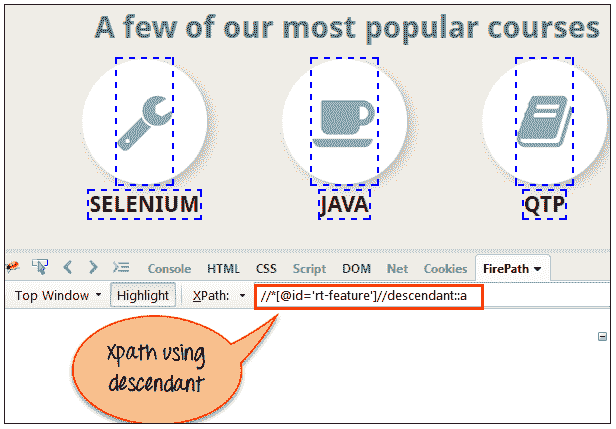 A few of our most popular courses
SELENIUM JAVA QTP
Console HTML CSS Script DOM Net Cookies FirePath
Top Window Highlight XPath: //*[@id='rt-feature']//descendant::a
Xpath using
descendant